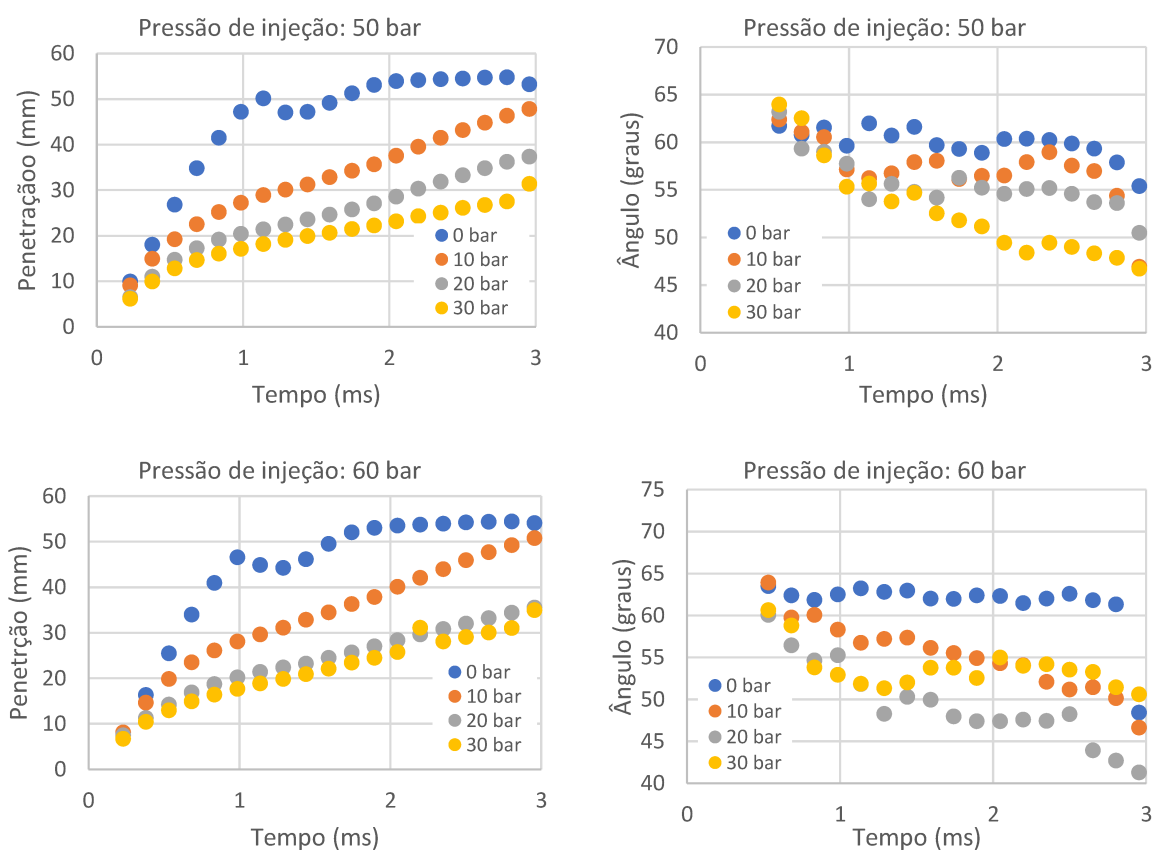 Pressão de injeção: 50 bar
Penetraçãoo (mm)
60
50
40
30
20
10
0
0 bar
10 bar
20 bar
30 bar
0 1 2 3
Tempo (ms)
Pressão de injeção: 50 bar
Ângulo (graus)
70
65
60
55
50
45
40
0 bar
10 bar
20 bar
30 bar
0 1 2 3
Tempo (ms)
Pressão de injeção: 60 bar
Penetrção (mm)
60
50
40
30
20
10
0
0 bar
10 bar
20 bar
30 bar
0 1 2 3
Tempo (ms)
Pressão de injeção: 60 bar
Ângulo (graus)
75
70
65
60
55
50
45
40
0 bar
10 bar
20 bar
30 bar
0 1 2 3
Tempo (ms)